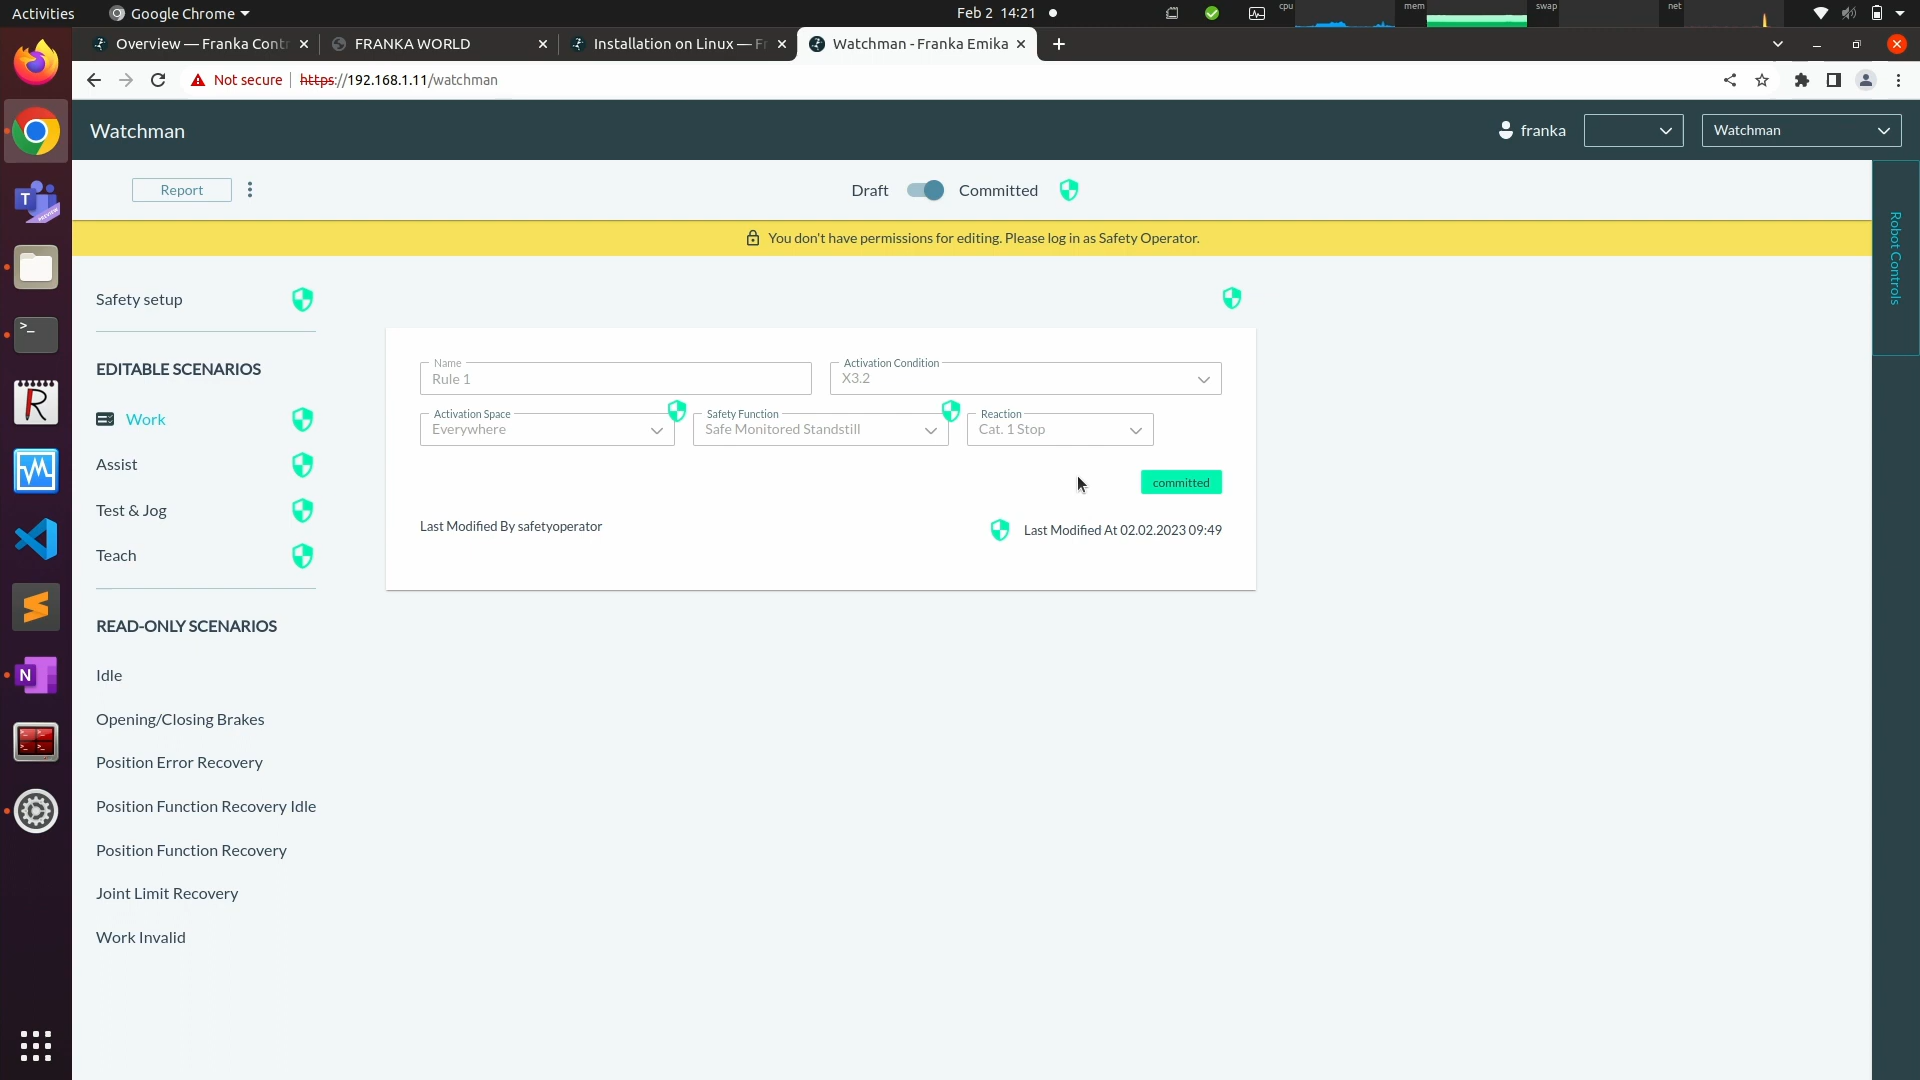 Activities
Google Chrome
Feb 2 14:21
cpu
mem
swap
net
Overview — Franka Contr
FRANKA WORLD
Installation on Linux — Fr
Watchman - Franka Emika
Not secure
https://192.168.1.11/watchman
Watchman
franka
Watchman
Report
Draft
Committed
Robot Controls
You don't have permissions for editing. Please log in as Safety Operator.
Safety setup
EDITABLE SCENARIOS
Work
Assist
Test & Jog
Teach
READ-ONLY SCENARIOS
Idle
Opening/Closing Brakes
Position Error Recovery
Position Function Recovery Idle
Position Function Recovery
Joint Limit Recovery
Work Invalid
Name
Rule 1
Activation Condition
X3.2
Activation Space
Everywhere
Safety Function
Safe Monitored Standstill
Reaction
Cat. 1 Stop
committed
Last Modified By safetyoperator
Last Modified At 02.02.2023 09:49